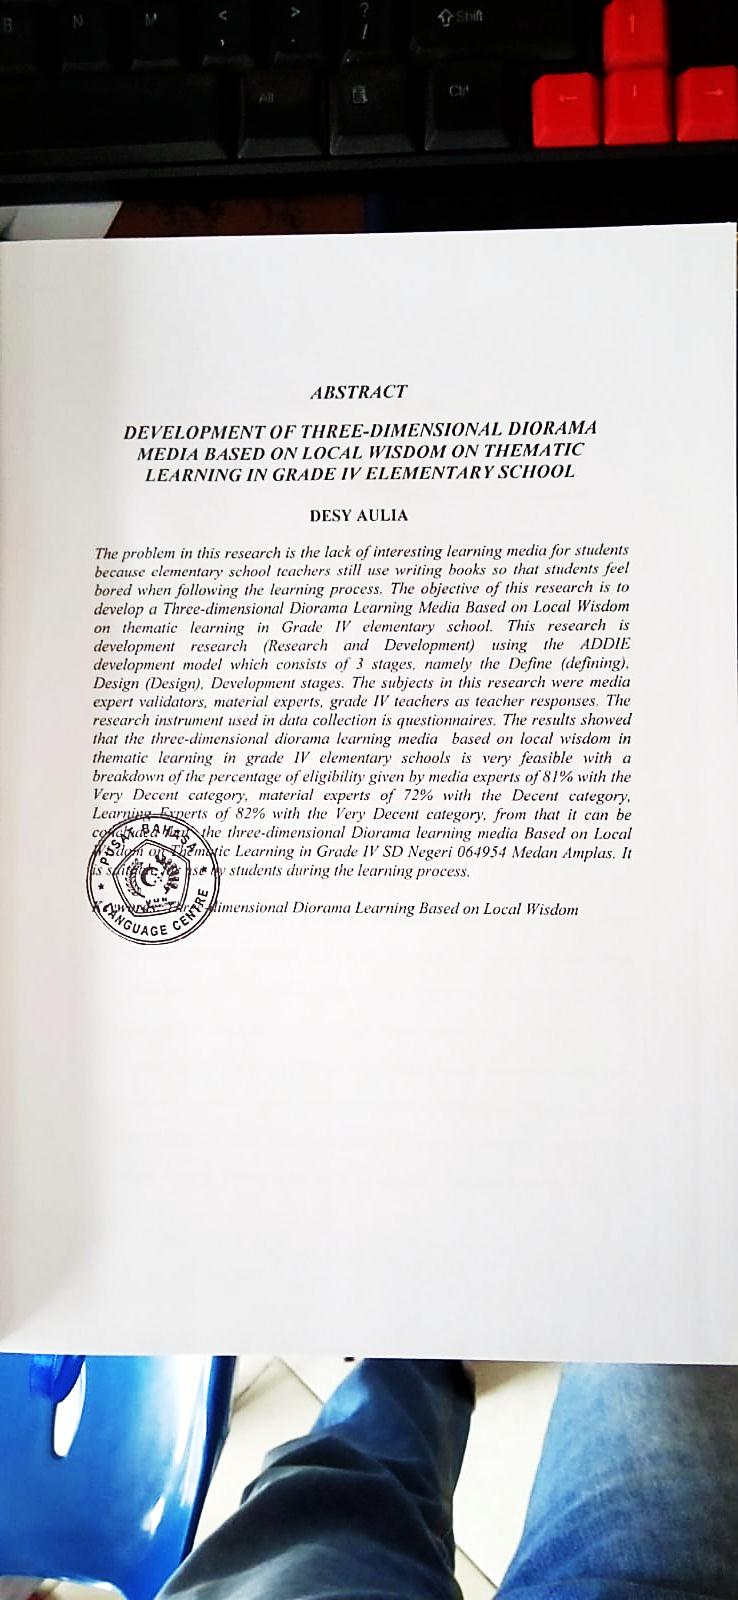 B N M < , > . ? / ⇧ Shift ↑
Alt Ctrl ← ↓ →
ABSTRACT
DEVELOPMENT OF THREE-DIMENSIONAL DIORAMA
MEDIA BASED ON LOCAL WISDOM ON THEMATIC
LEARNING IN GRADE IV ELEMENTARY SCHOOL
DESY AULIA
The problem in this research is the lack of interesting learning media for students
because elementary school teachers still use writing books so that students feel
bored when following the learning process. The objective of this research is to
develop a Three-dimensional Diorama Learning Media Based on Local Wisdom
on thematic learning in Grade IV elementary school. This research is
development research (Research and Development) using the ADDIE
development model which consists of 3 stages, namely the Define (defining),
Design (Design), Development stages. The subjects in this research were media
expert validators, material experts, grade IV teachers as teacher responses. The
research instrument used in data collection is questionnaires. The results showed
that the three-dimensional diorama learning media based on local wisdom in
thematic learning in grade IV elementary schools is very feasible with a
breakdown of the percentage of eligibility given by media experts of 81% with the
Very Decent category, material experts of 72% with the Decent category,
Learning Experts of 82% with the Very Decent category, from that it can be
the three-dimensional Diorama learning media Based on Local
Wisdom on Thematic Learning in Grade IV SD Negeri 064954 Medan Amplas. It
is by students during the learning process.
dimensional Diorama Learning Based on Local Wisdom
PUSAT BAHASA
LANGUAGE CENTRE